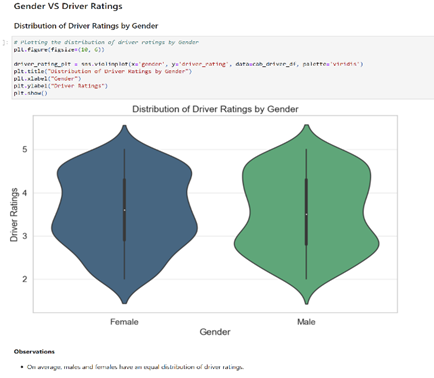 Gender VS Driver Ratings
Distribution of Driver Ratings by Gender
# Plotting the distribution of driver ratings by Gender
plt.figure(figsize=(10, 6))
driver_rating_plt = sns.violinplot(x='gender', y='driver_rating', data=cab_driver_df, palette='viridis')
plt.title("Distribution of Driver Ratings by Gender")
plt.xlabel("Gender")
plt.ylabel("Driver Ratings")
plt.show()
Distribution of Driver Ratings by Gender
5
4
3
2
Driver Ratings
Female
Male
Gender
Observations
On average, males and females have an equal distribution of driver ratings.